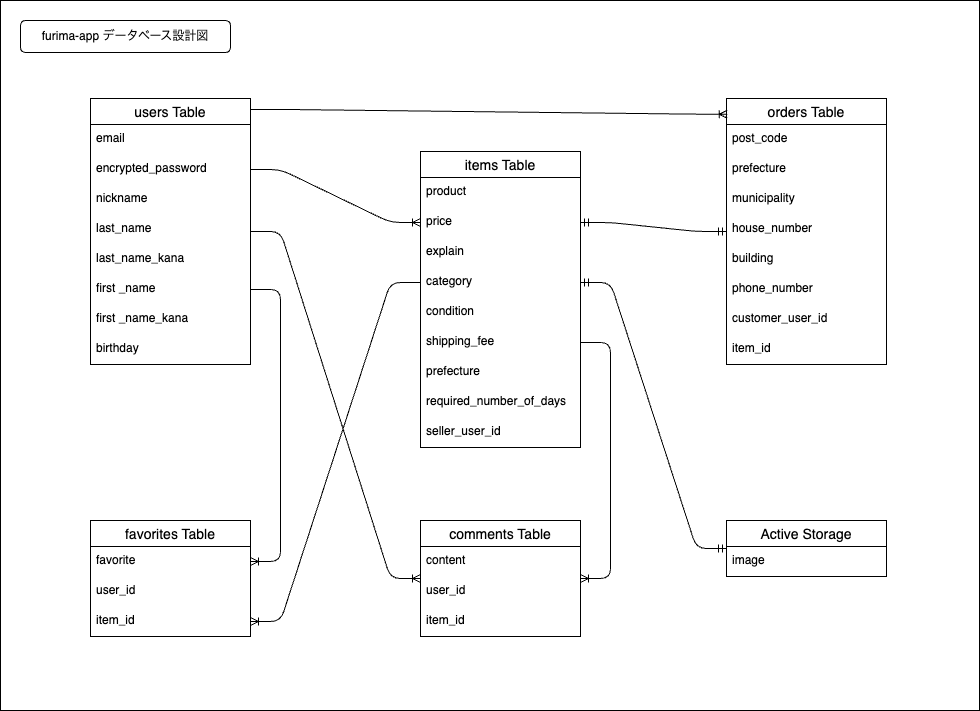 furima-app データベース設計図
users Table
email
encrypted_password
nickname
last_name
last_name_kana
first _name
first _name_kana
birthday
items Table
product
price
explain
category
condition
shipping_fee
prefecture
required_number_of_days
seller_user_id
orders Table
post_code
prefecture
municipality
house_number
building
phone_number
customer_user_id
item_id
favorites Table
favorite
user_id
item_id
comments Table
content
user_id
item_id
Active Storage
image